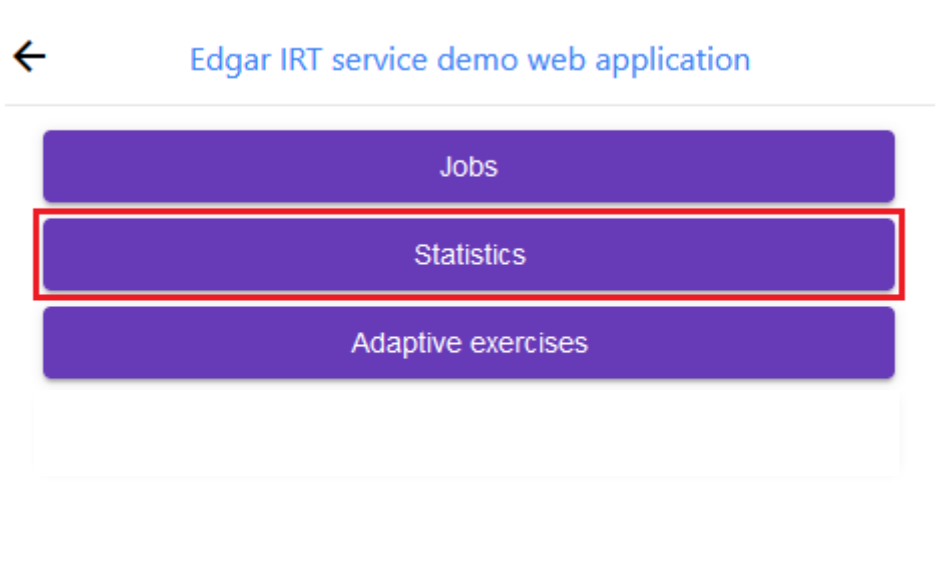 Edgar IRT service demo web application
Jobs
Statistics
Adaptive exercises